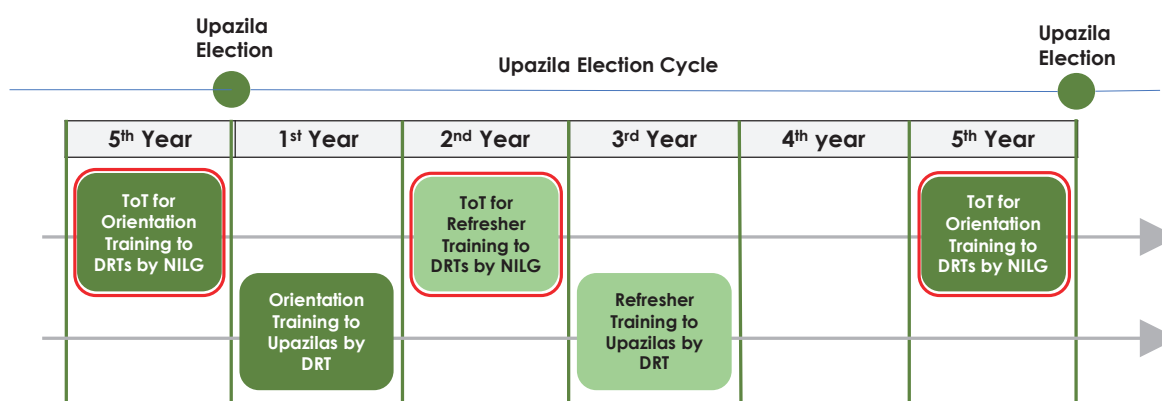 Upazila
Election
Upazila
Election
Upazila Election Cycle
5th Year
1st Year
2nd Year
3rd Year
4th year
5th Year
ToT for
Orientation
Training to
DRTs by NILG
ToT for
Refresher
Training to
DRTs by NILG
ToT for
Orientation
Training to
DRTs by NILG
Orientation
Training to
Upazilas by
DRT
Refresher
Training to
Upazilas by
DRT